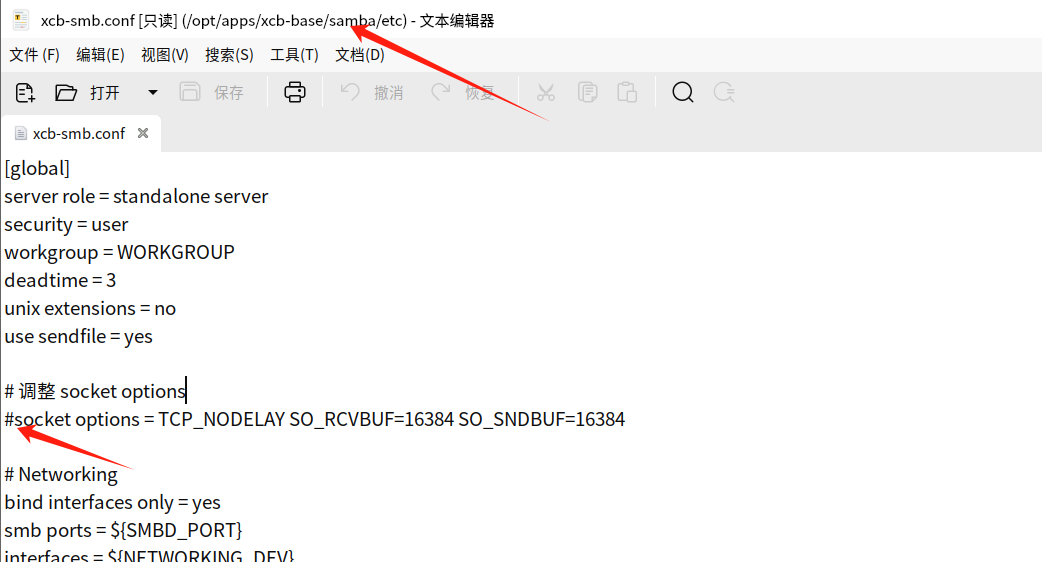 xcb-smb.conf [只读] (/opt/apps/xcb-base/samba/etc) - 文本编辑器
文件 (F) 编辑(E) 视图(V) 搜索(S) 工具(T) 文档(D)
打开 保存 撤消 恢复
xcb-smb.conf
[global]
server role = standalone server
security = user
workgroup = WORKGROUP
deadtime = 3
unix extensions = no
use sendfile = yes
# 调整 socket options
#socket options = TCP_NODELAY SO_RCVBUF=16384 SO_SNDBUF=16384
# Networking
bind interfaces only = yes
smb ports = ${SMBD_PORT}
interfaces = ${NETWORKING_DEV}